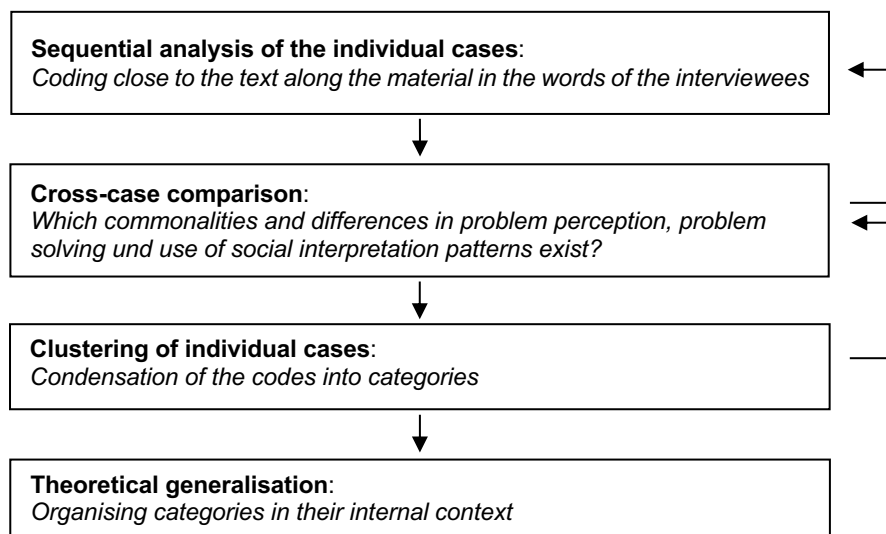 Sequential analysis of the individual cases:
Coding close to the text along the material in the words of the interviewees
Cross-case comparison:
Which commonalities and differences in problem perception, problem
solving und use of social interpretation patterns exist?
Clustering of individual cases:
Condensation of the codes into categories
Theoretical generalisation:
Organising categories in their internal context